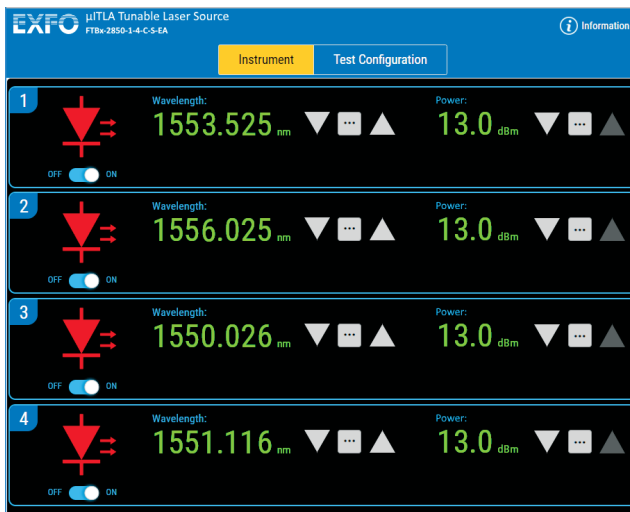 EXFO µITLA Tunable Laser Source
FTBx-2850-1-4-C-S-EA
i Information
Instrument Test Configuration
1 Wavelength: Power:
1553.525 nm ... 13.0 dBm ...
OFF ON
2 Wavelength: Power:
1556.025 nm ... 13.0 dBm ...
OFF ON
3 Wavelength: Power:
1550.026 nm ... 13.0 dBm ...
OFF ON
4 Wavelength: Power:
1551.116 nm ... 13.0 dBm ...
OFF ON